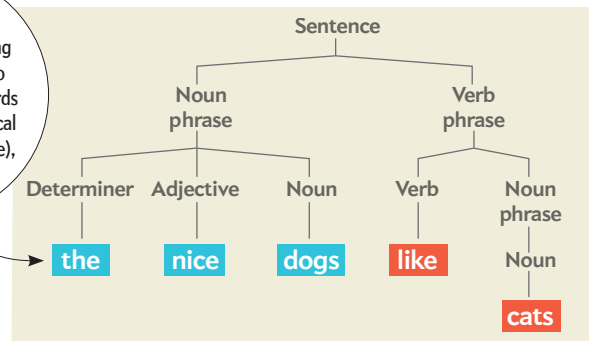 Sentence
Noun
phrase
Verb
phrase
Determiner Adjective Noun Verb Noun
phrase
the nice dogs like Noun
cats